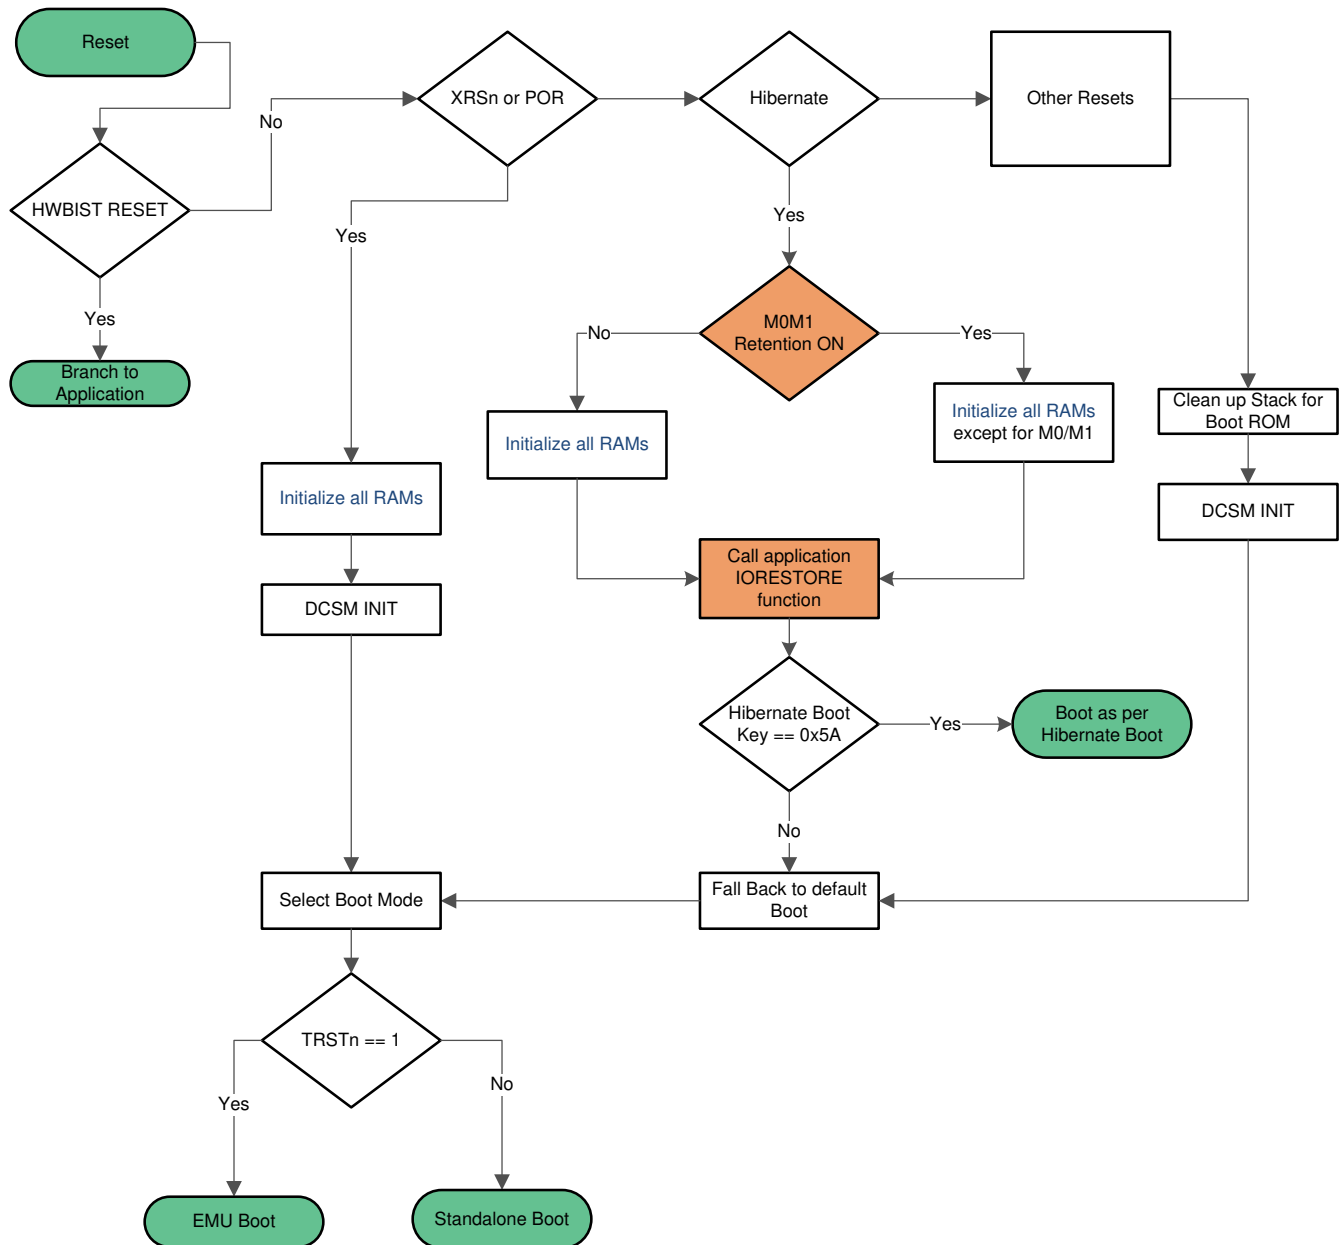 Reset
XRSn or POR
Hibernate
Other Resets
No
HWBIST RESET
Yes
Yes
Yes
Branch to
Application
M0M1
Retention ON
No
Yes
Initialize all RAMs
Initialize all RAMs
except for M0/M1
Clean up Stack for
Boot ROM
Initialize all RAMs
DCSM INIT
Call application
IORESTORE
function
DCSM INIT
Hibernate Boot
Key == 0x5A
Yes
Boot as per
Hibernate Boot
No
Select Boot Mode
Fall Back to default
Boot
TRSTn == 1
Yes
No
EMU Boot
Standalone Boot